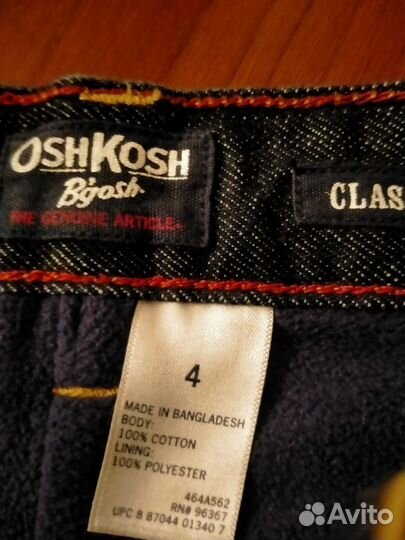 OSHKOSH
B'gosh
THE GENUINE ARTICLE
CLAS
4
MADE IN BANGLADESH
BODY:
100% COTTON
LINING:
100% POLYESTER
464A562
RN# 96367
UPC 8 87044 01340 7
Avito